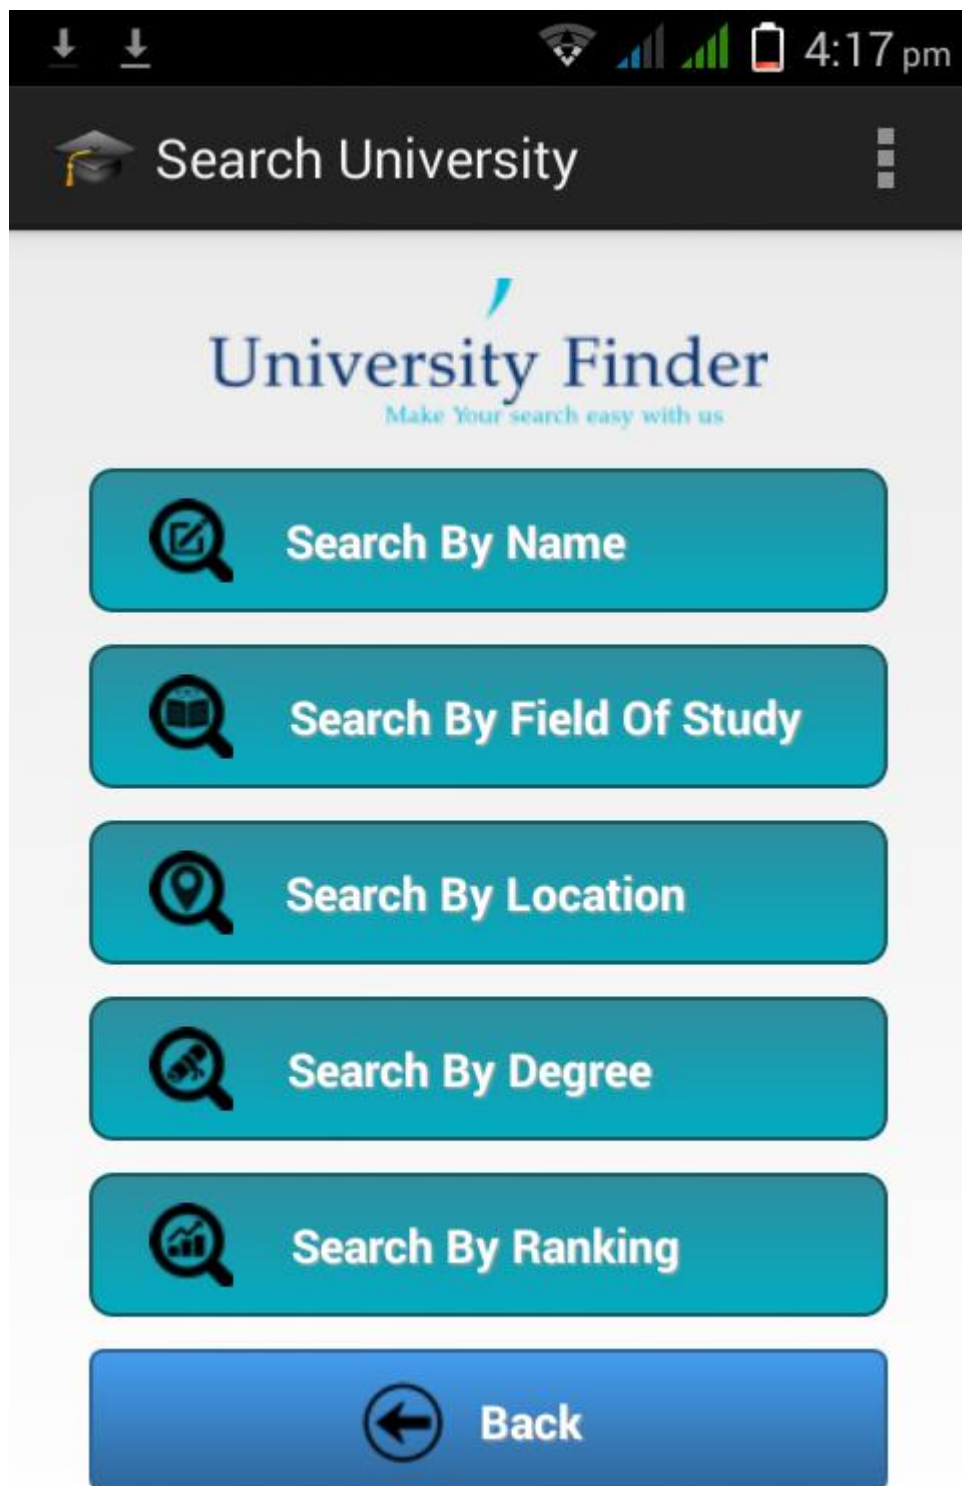 4:17 pm
Search University
University Finder
Make Your search easy with us
Search By Name
Search By Field Of Study
Search By Location
Search By Degree
Search By Ranking
Back